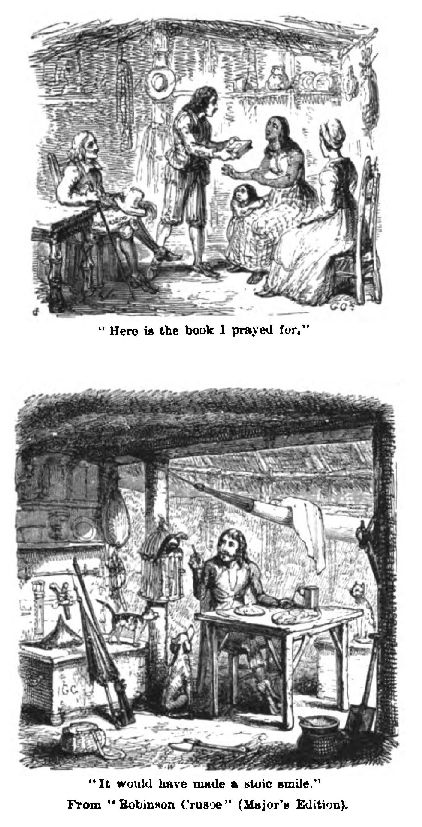 "Here is the book I prayed for."
"It would have made a stoic smile."
From "Robinson Crusoe" (Major's Edition).